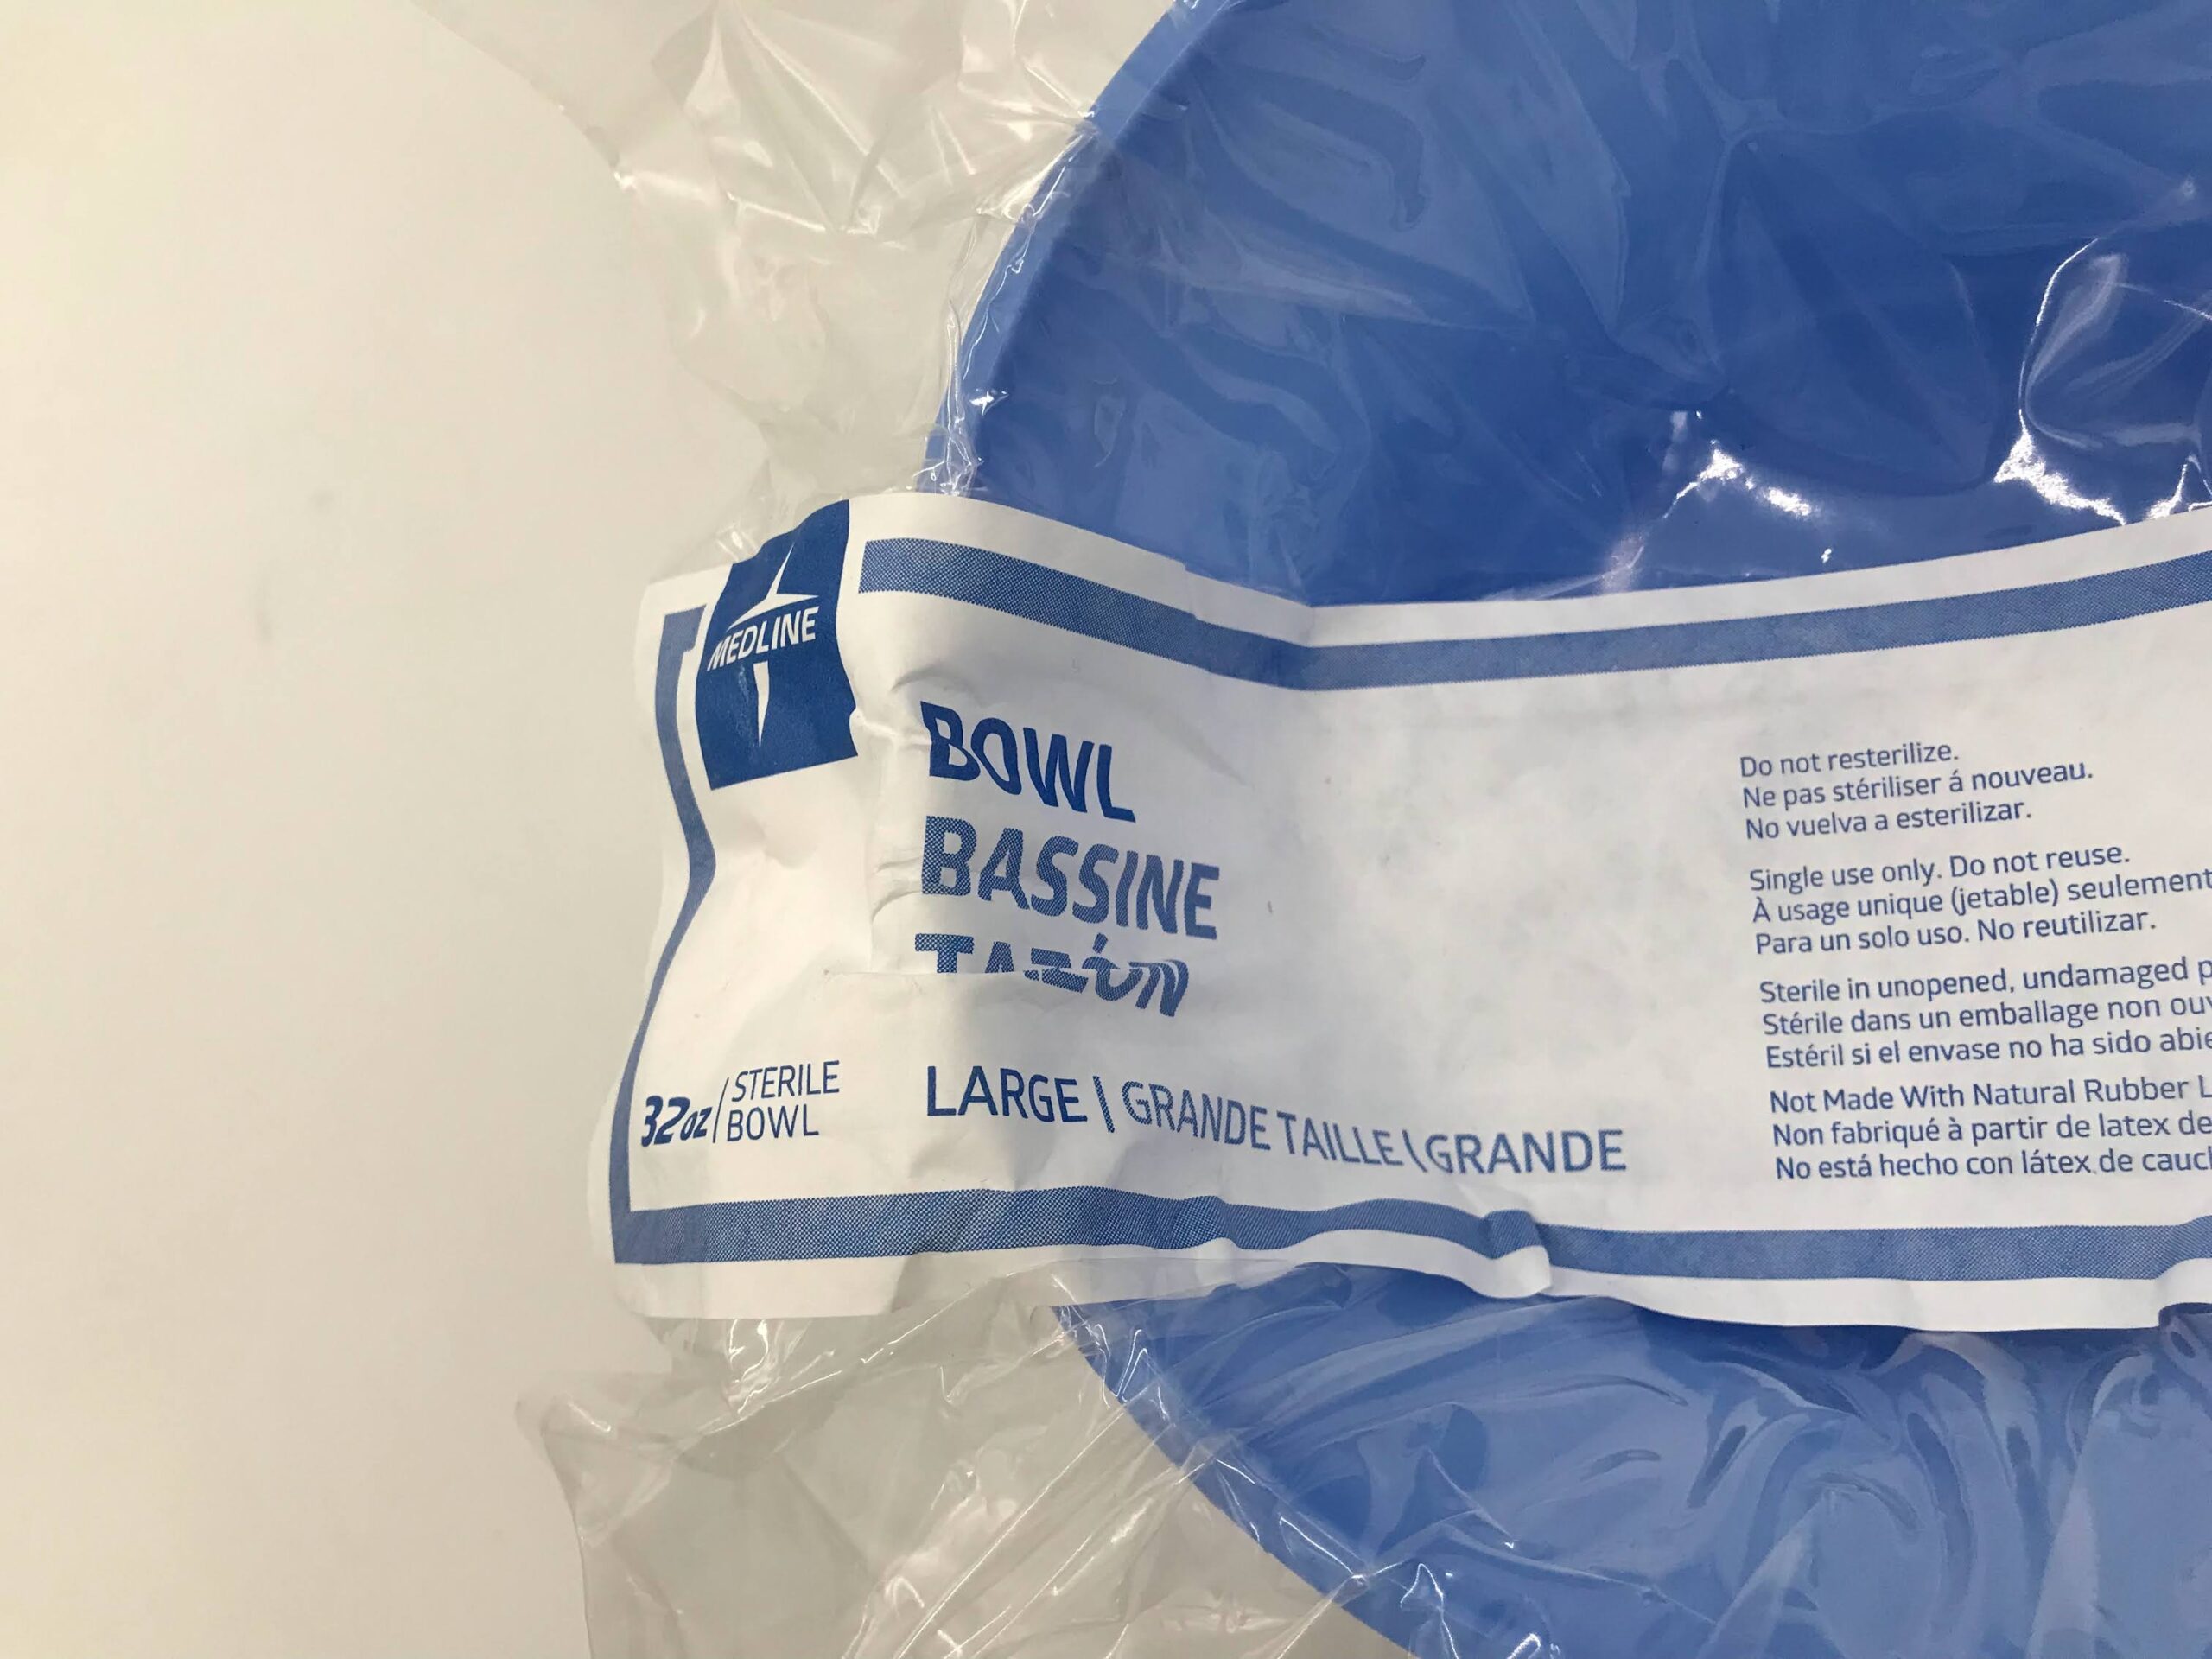 MEDLINE
BOWL
BASSINE
TAZÓN
32oz/STERILE
BOWL
LARGE | GRANDE TAILLE | GRANDE
Do not resterilize.
Ne pas stériliser á nouveau.
No vuelva a esterilizar.
Single use only. Do not reuse.
À usage unique (jetable) seulement
Para un solo uso. No reutilizar.
Sterile in unopened, undamaged
Stérile dans un emballage non
Estéril si el envase no ha sido
Not Made With Natural Rubber
Non fabriqué à partir de latex de
No está hecho con látex de